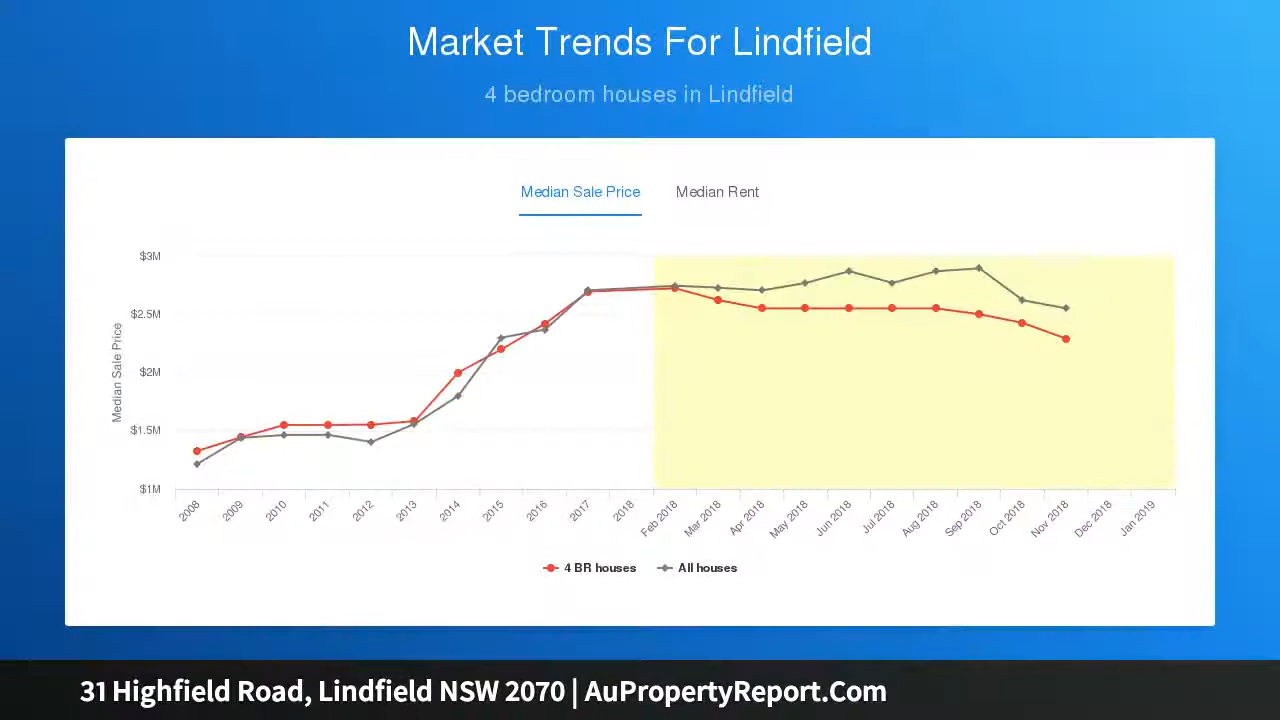 Market Trends For Lindfield
4 bedroom houses in Lindfield
Median Sale Price
Median Rent
Median Sale Price
$3M
$2.5M
$2M
$1.5M
$1M
2008
2009
2010
2011
2012
2013
2014
2015
2016
2017
2018
Feb 2018
Mar 2018
Apr 2018
May 2018
Jun 2018
Jul 2018
Aug 2018
Sep 2018
Oct 2018
Nov 2018
Dec 2018
Jan 2019
4 BR houses
All houses
31 Highfield Road, Lindfield NSW 2070 | AuPropertyReport.Com